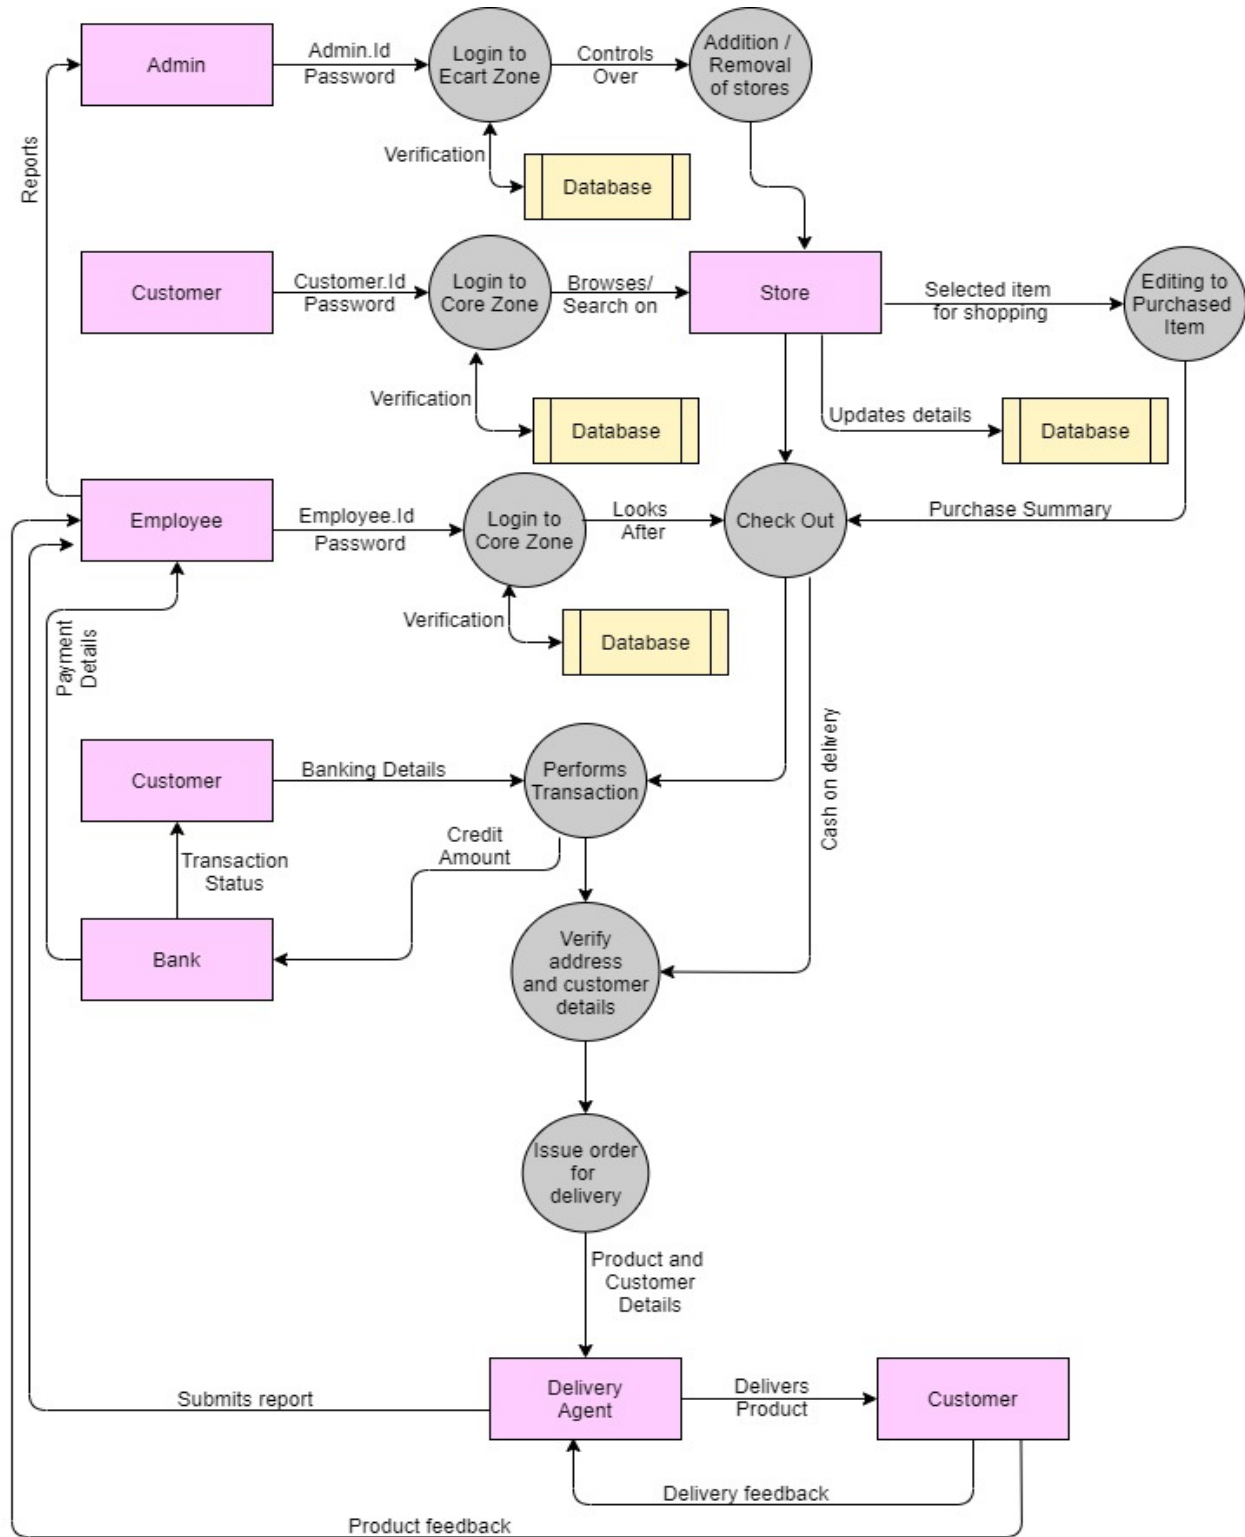 Admin
Admin.Id
Password
Login to
Ecart Zone
Controls
Over
Addition /
Removal
of stores
Reports
Verification
Database
Customer
Customer.Id
Password
Login to
Core Zone
Browses/
Search on
Store
Selected item
for shopping
Editing to
Purchased
Item
Verification
Database
Updates details
Database
Employee
Employee.Id
Password
Login to
Core Zone
Looks
After
Check Out
Purchase Summary
Verification
Database
Payment
Details
Customer
Banking Details
Performs
Transaction
Cash on delivery
Transaction
Status
Credit
Amount
Bank
Verify
address
and customer
details
Issue order
for
delivery
Product and
Customer
Details
Submits report
Delivery
Agent
Delivers
Product
Customer
Delivery feedback
Product feedback